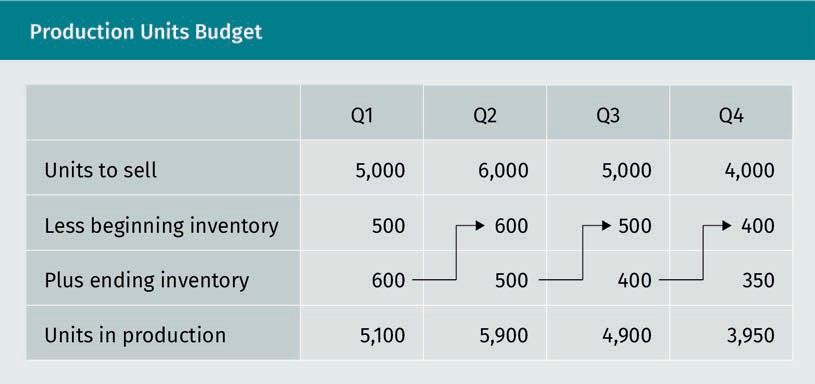 Production Units Budget
Q1 Q2 Q3 Q4
Units to sell 5,000 6,000 5,000 4,000
Less beginning inventory 500 600 500 400
Plus ending inventory 600 500 400 350
Units in production 5,100 5,900 4,900 3,950